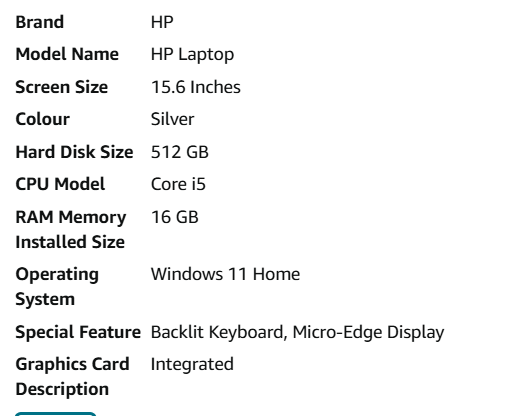 Brand HP
Model Name HP Laptop
Screen Size 15.6 Inches
Colour Silver
Hard Disk Size 512 GB
CPU Model Core i5
RAM Memory 16 GB
Installed Size
Operating Windows 11 Home
System
Special Feature Backlit Keyboard, Micro-Edge Display
Graphics Card Integrated
Description